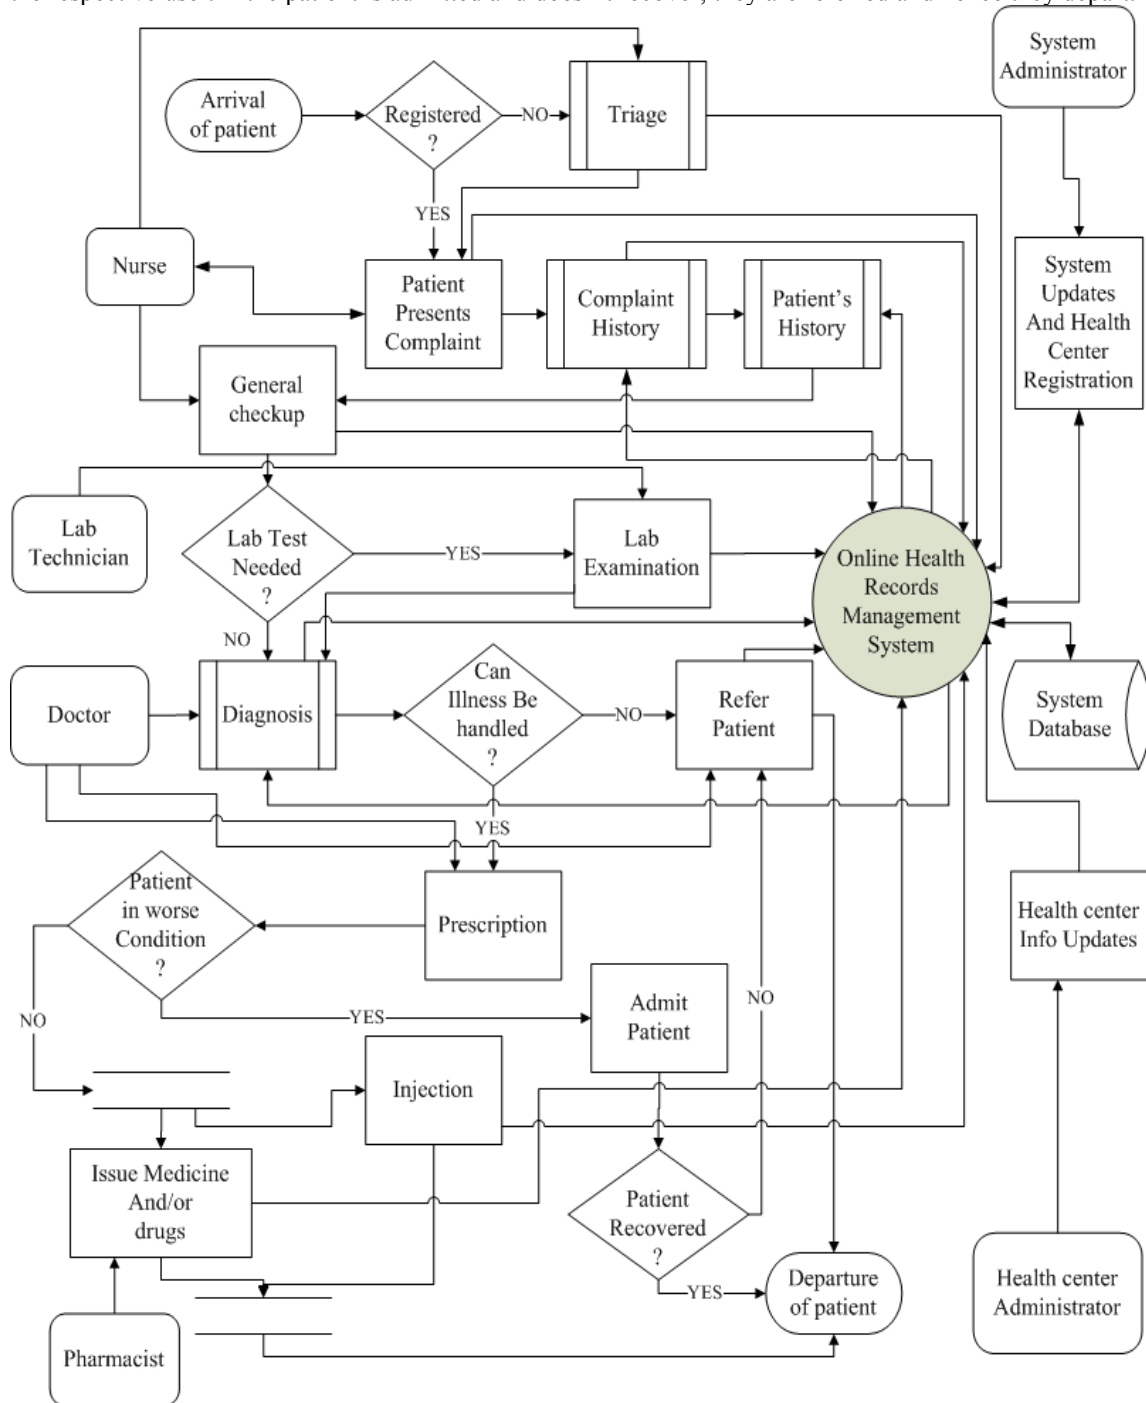 System
Administrator
Arrival
of patient
Registered
?
NO
Triage
YES
Nurse
Patient
Presents
Complaint
Complaint
History
Patient's
History
System
Updates
And Health
Center
Registration
General
checkup
Lab
Technician
Lab Test
Needed
?
YES
Lab
Examination
Online Health
Records
Management
System
NO
Doctor
Diagnosis
Can
Illness Be
handled
?
NO
Refer
Patient
System
Database
YES
Patient
in worse
Condition
?
Prescription
Health center
Info Updates
NO
YES
Admit
Patient
NO
Injection
Issue Medicine
And/or
drugs
Patient
Recovered
?
YES
Departure
of patient
Health center
Administrator
Pharmacist